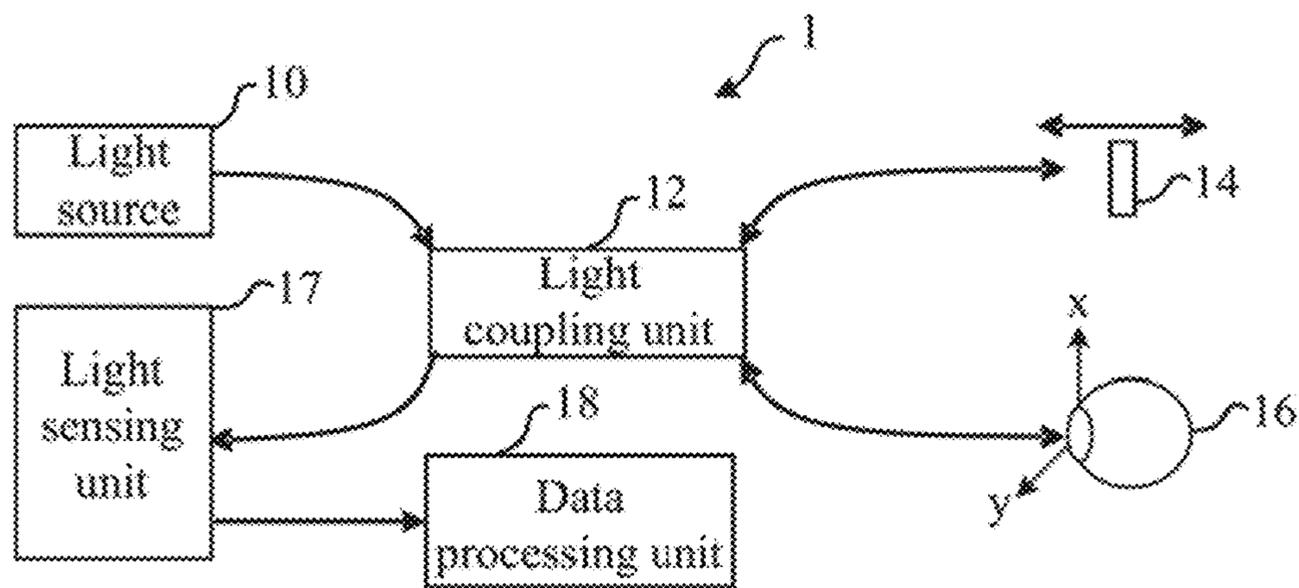 1
10
Light
source
12
Light
coupling unit
14
17
Light
sensing
unit
x
y
16
18
Data
processing unit